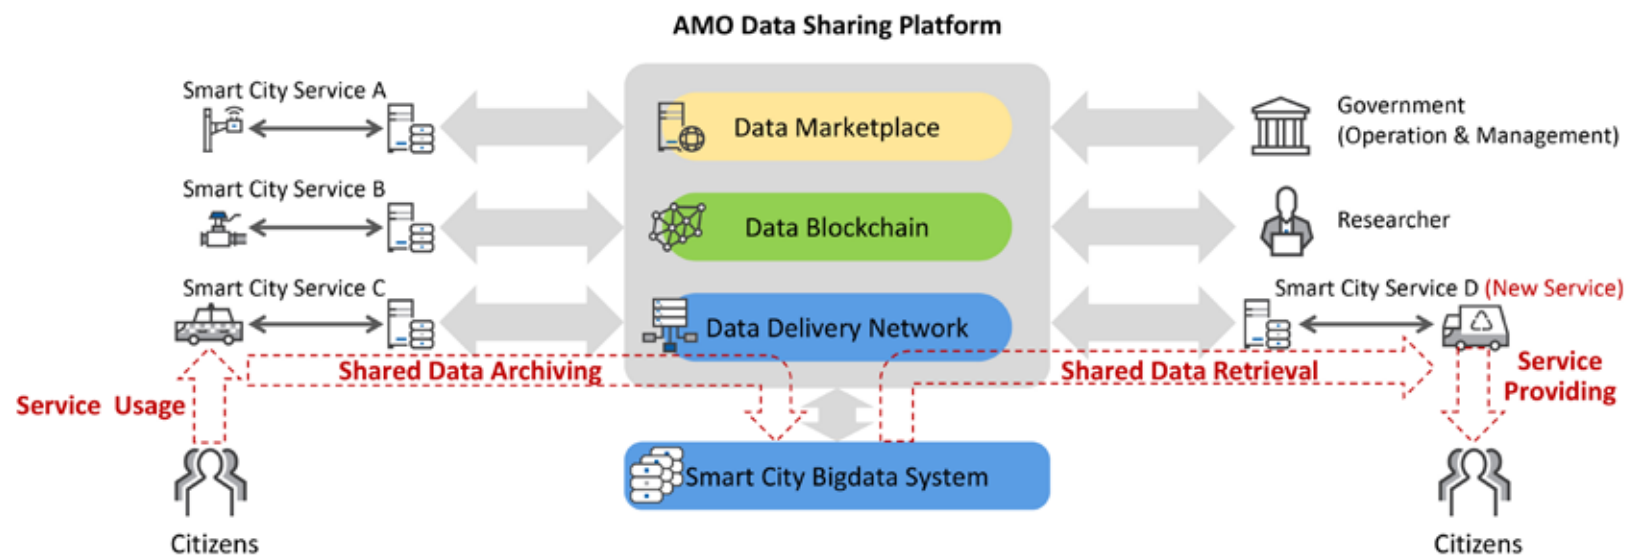 AMO Data Sharing Platform
Smart City Service A
Data Marketplace
Government
(Operation & Management)
Smart City Service B
Data Blockchain
Researcher
Smart City Service C
Data Delivery Network
Smart City Service D (New Service)
Shared Data Archiving
Shared Data Retrieval
Service
Providing
Service Usage
Smart City Bigdata System
Citizens
Citizens